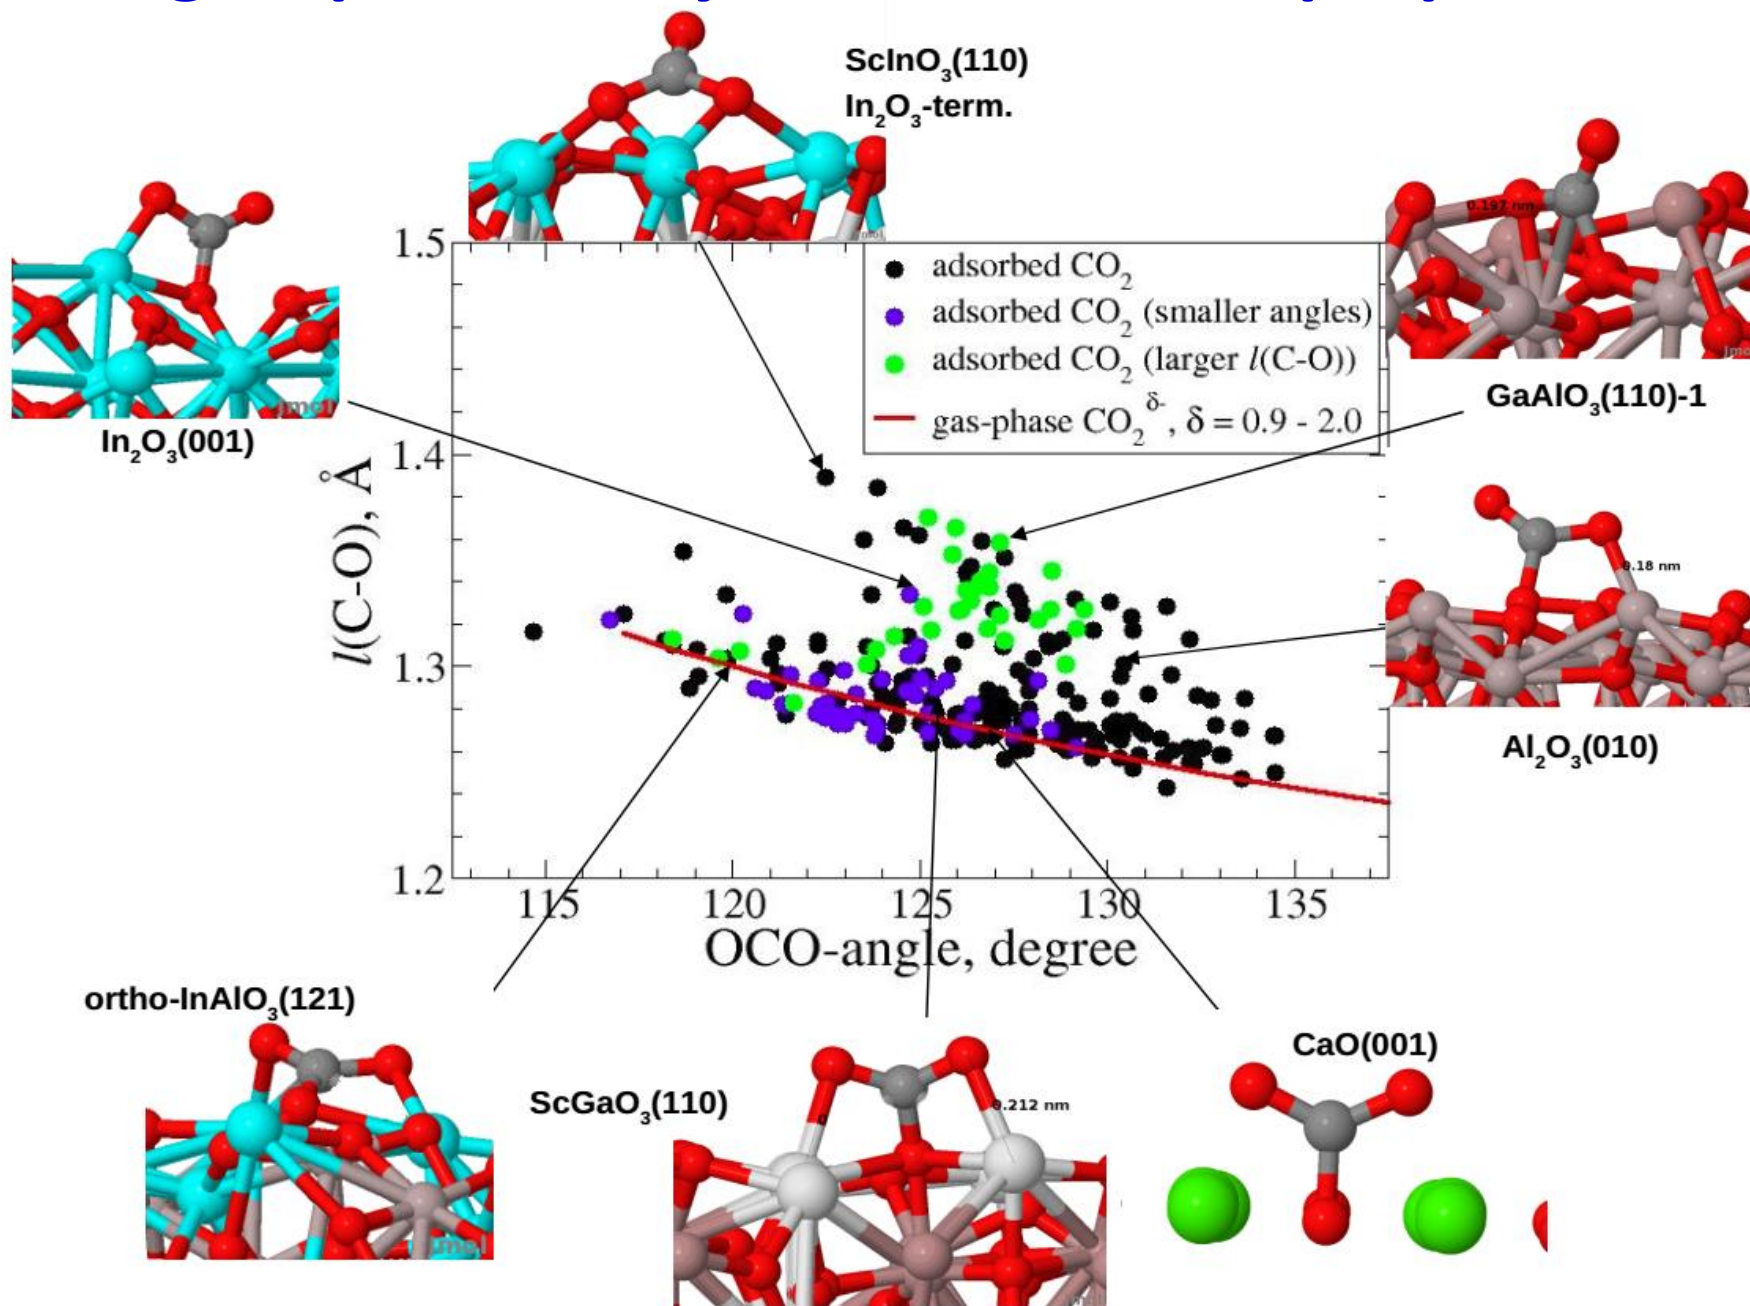 ScInO3(110)
In2O3-term.
0.197 nm
jmol
GaAlO3(110)-1
jmol
In2O3(001)
1.5
1.4
1.3
1.2
l(C-O), Å
adsorbed CO2
adsorbed CO2 (smaller angles)
adsorbed CO2 (larger l(C-O))
gas-phase CO2δ-, δ = 0.9 - 2.0
0.18 nm
Al2O3(010)
115 120 125 130 135
OCO-angle, degree
ortho-InAlO3(121)
jmol
ScGaO3(110)
0.212 nm
CaO(001)